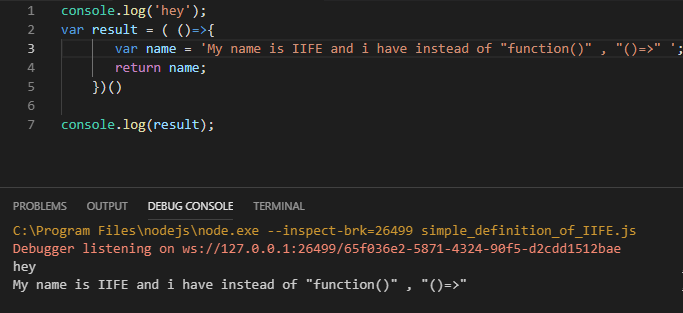 1 console.log('hey');
2 var result = ( ()=>{
3 var name = 'My name is IIFE and i have instead of "function()" , "()=>" ';
4 return name;
5 })()
6
7 console.log(result);
PROBLEMS OUTPUT DEBUG CONSOLE TERMINAL
C:\Program Files\nodejs\node.exe --inspect-brk=26499 simple_definition_of_IIFE.js
Debugger listening on ws://127.0.0.1:26499/65f036e2-5871-4324-90f5-d2cdd1512bae
hey
My name is IIFE and i have instead of "function()" , "()=>"